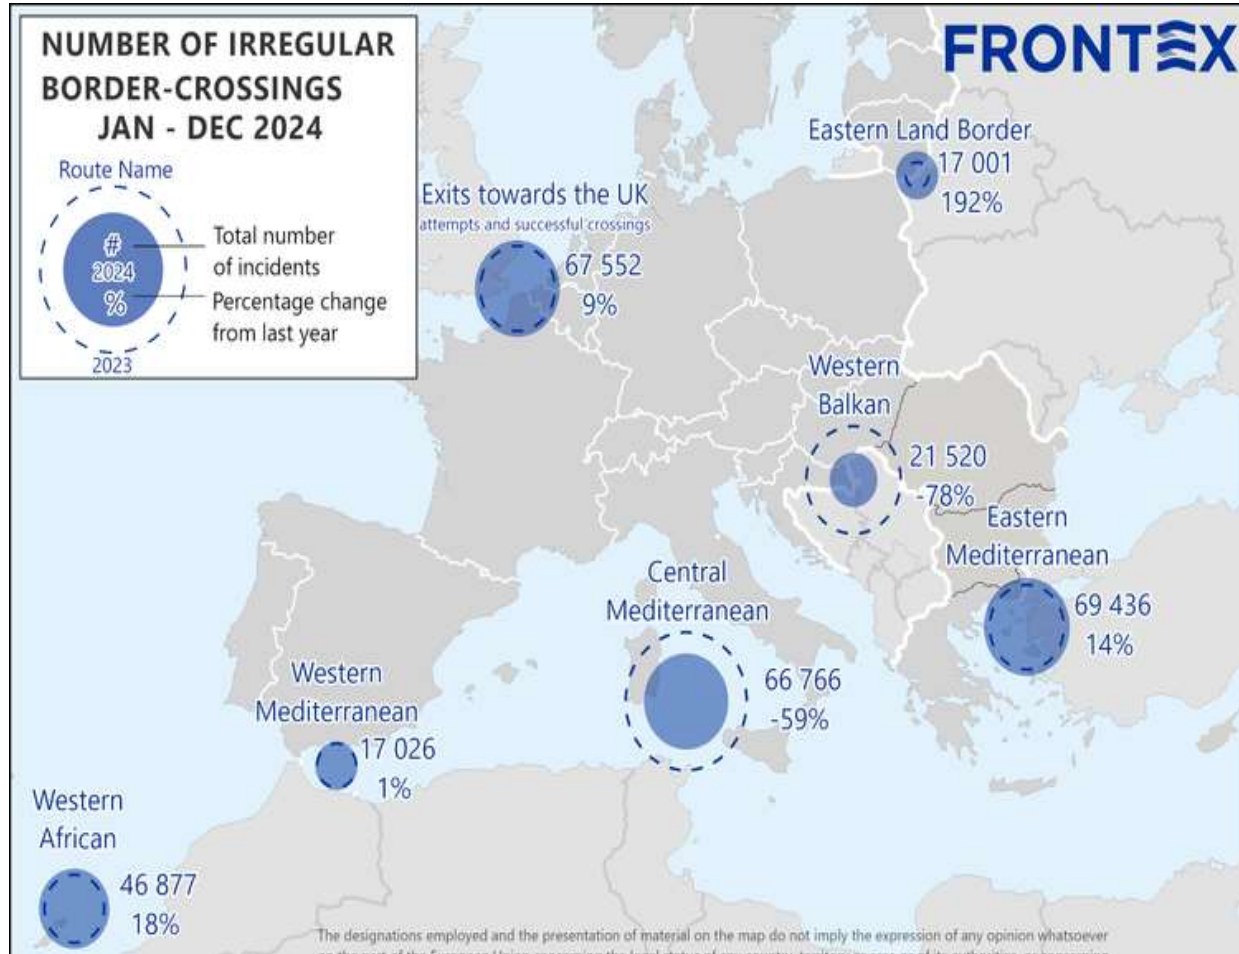 NUMBER OF IRREGULAR
BORDER-CROSSINGS
JAN - DEC 2024
Route Name
#
2024
%
Total number
of incidents
Percentage change
from last year
2023
FRONTEX
Eastern Land Border
17 001
192%
Exits towards the UK
attempts and successful crossings
67 552
9%
Western
Balkan
21 520
-78%
Eastern
Mediterranean
69 436
14%
Central
Mediterranean
66 766
-59%
Western
Mediterranean
17 026
1%
Western
African
46 877
18%
The designations employed and the presentation of material on the map do not imply the expression of any opinion whatsoever